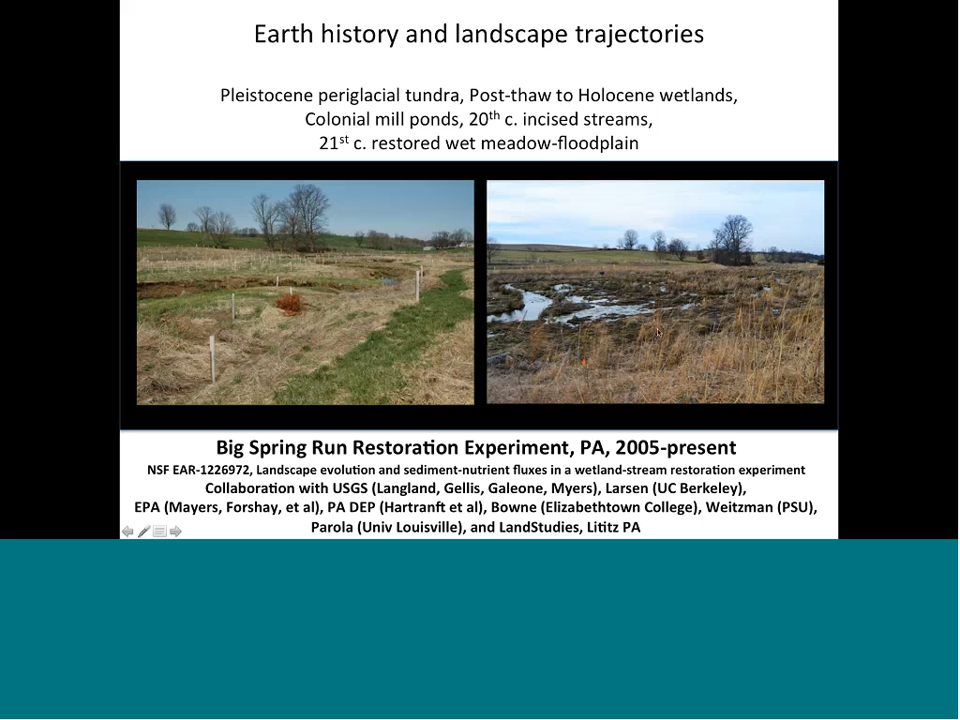 Earth history and landscape trajectories
Pleistocene periglacial tundra, Post-thaw to Holocene wetlands,
Colonial mill ponds, 20th c. incised streams,
21st c. restored wet meadow-floodplain
Big Spring Run Restoration Experiment, PA, 2005-present
NSF EAR-1226972, Landscape evolution and sediment-nutrient fluxes in a wetland-stream restoration experiment
Collaboration with USGS (Langland, Gellis, Galeone, Myers), Larsen (UC Berkeley),
EPA (Mayers, Forshay, et al), PA DEP (Hartranft et al), Bowne (Elizabethtown College), Weitzman (PSU),
Parola (Univ Louisville), and LandStudies, Lititz PA